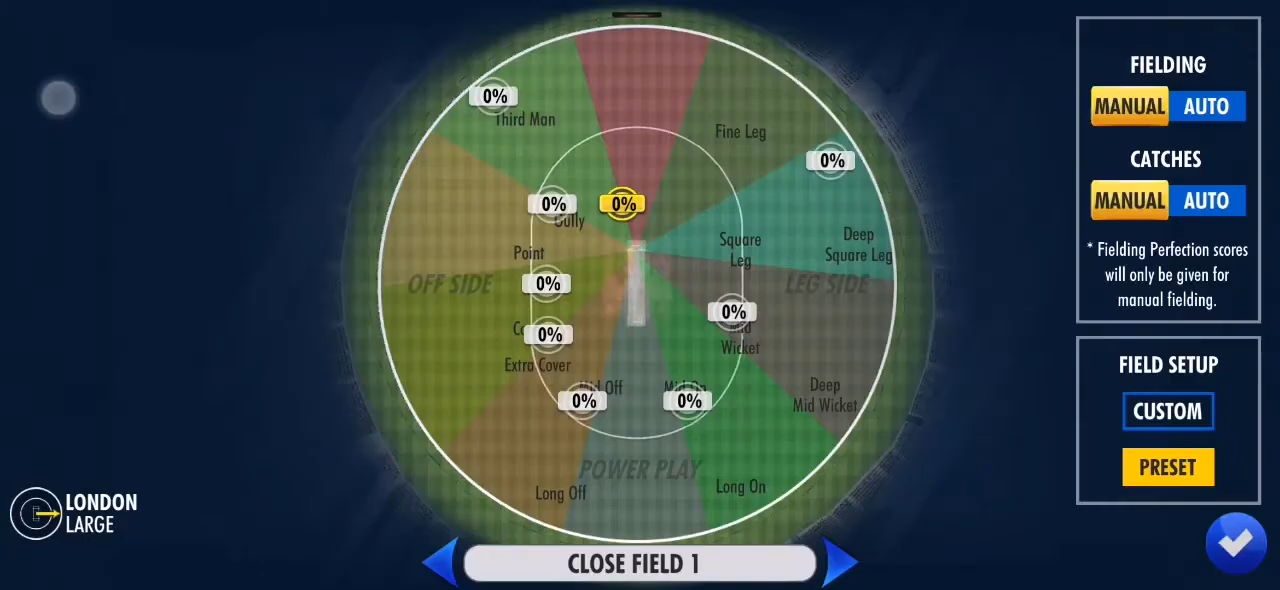 FIELDING
MANUAL AUTO
CATCHES
MANUAL AUTO
* Fielding Perfection scores
will only be given for
manual fielding.
FIELD SETUP
CUSTOM
PRESET
0%
Third Man
Fine Leg
0%
0%
Gully
0%
Point
Square
Leg
Deep
Square Leg
OFF SIDE
LEG SIDE
0%
0%
Wicket
0%
Extra Cover
Deep
Mid Wicket
Mid Off
0%
0%
POWER PLAY
Long Off
Long On
LONDON
LARGE
CLOSE FIELD 1